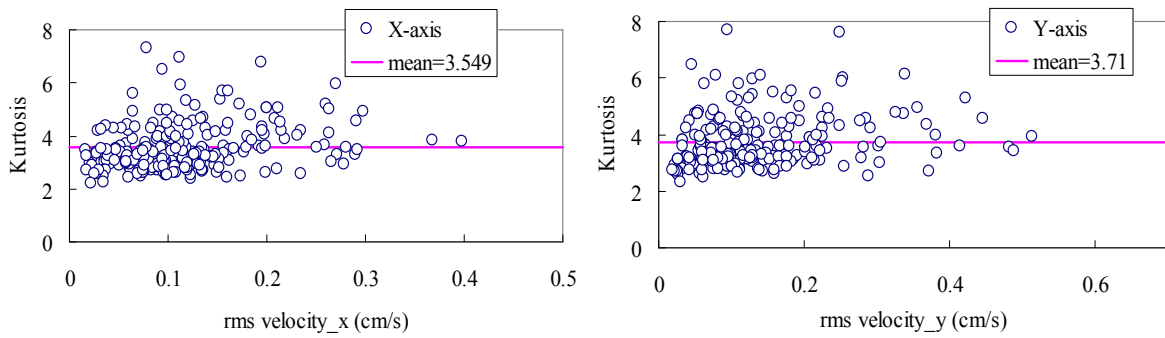 8
6
4
2
0
Kurtosis
X-axis
mean=3.549
0
0.1
0.2
0.3
0.4
0.5
rms velocity_x (cm/s)
8
6
4
2
0
Kurtosis
Y-axis
mean=3.71
0
0.2
0.4
0.6
rms velocity_y (cm/s)